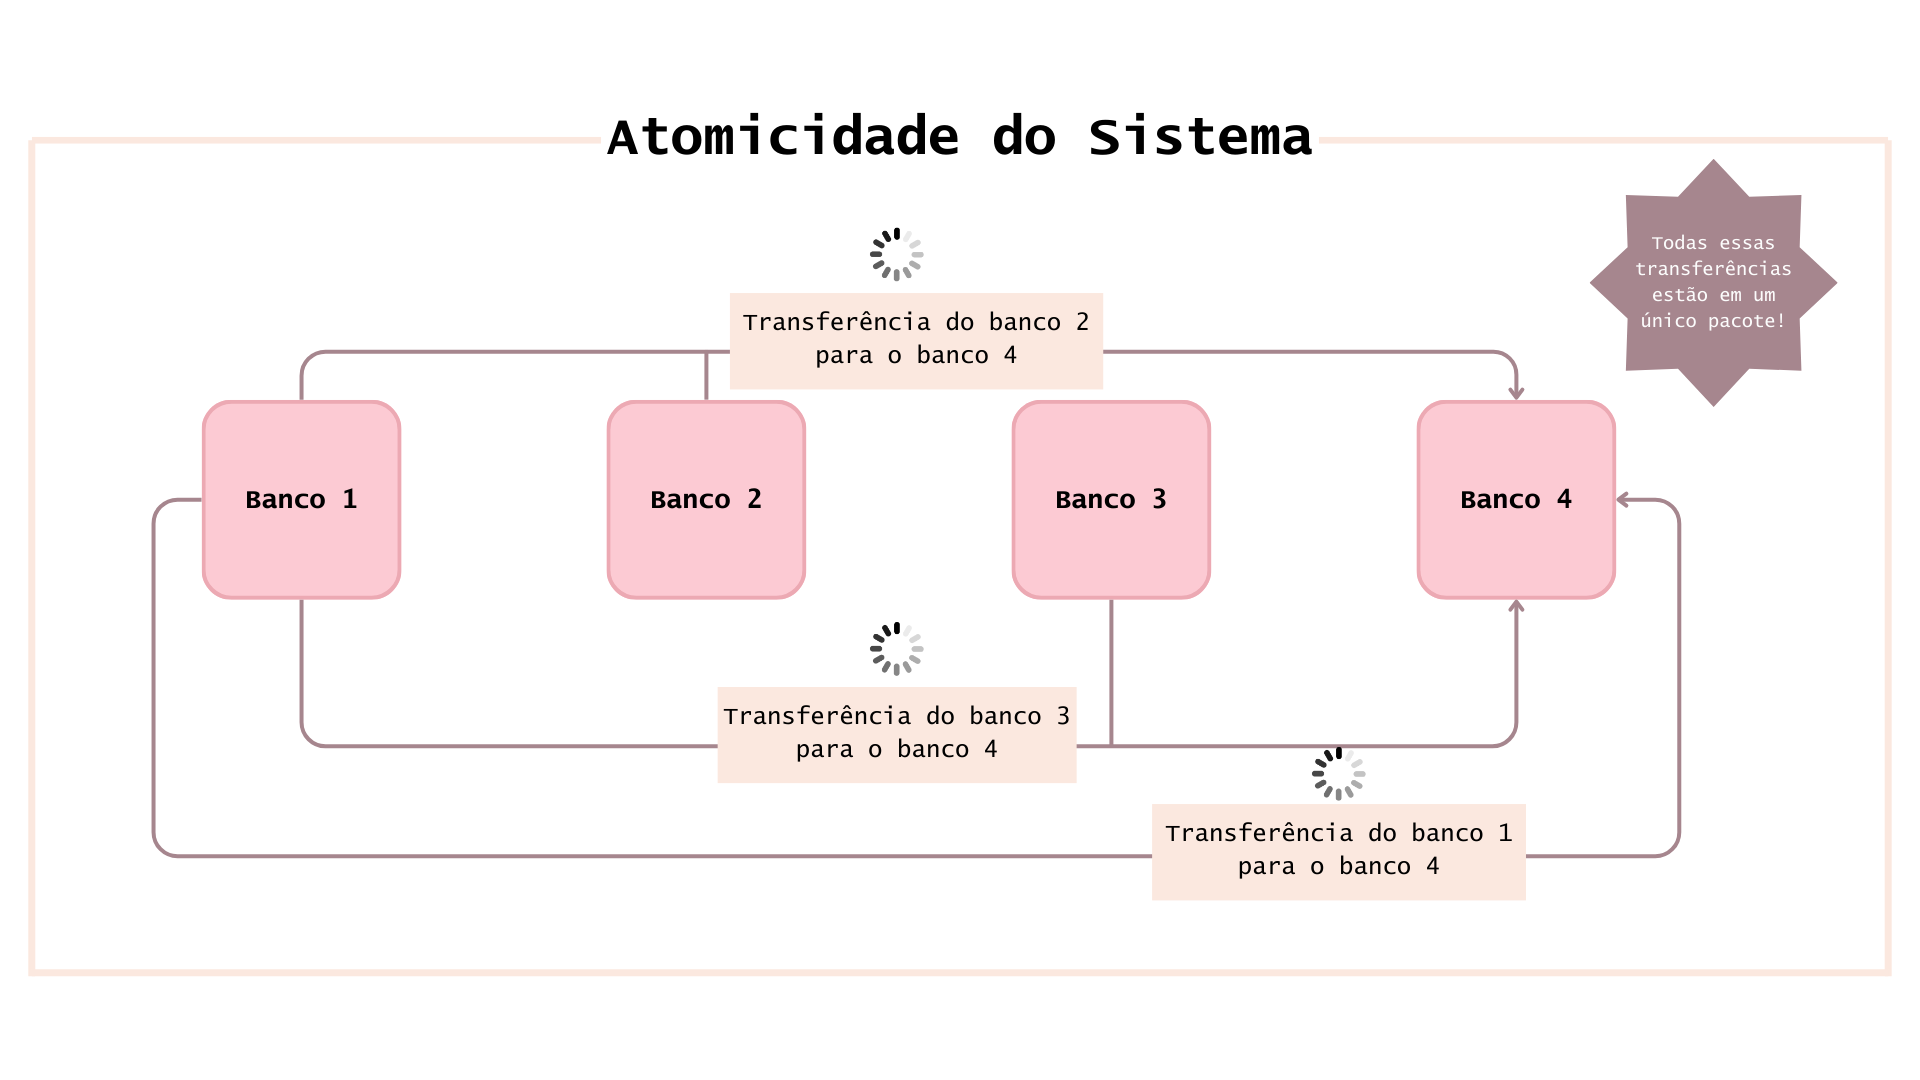 Atomicidade do Sistema
Todas essas
transferências
estão em um
único pacote!
Transferência do banco 2
para o banco 4
Banco 1
Banco 2
Banco 3
Banco 4
Transferência do banco 3
para o banco 4
Transferência do banco 1
para o banco 4